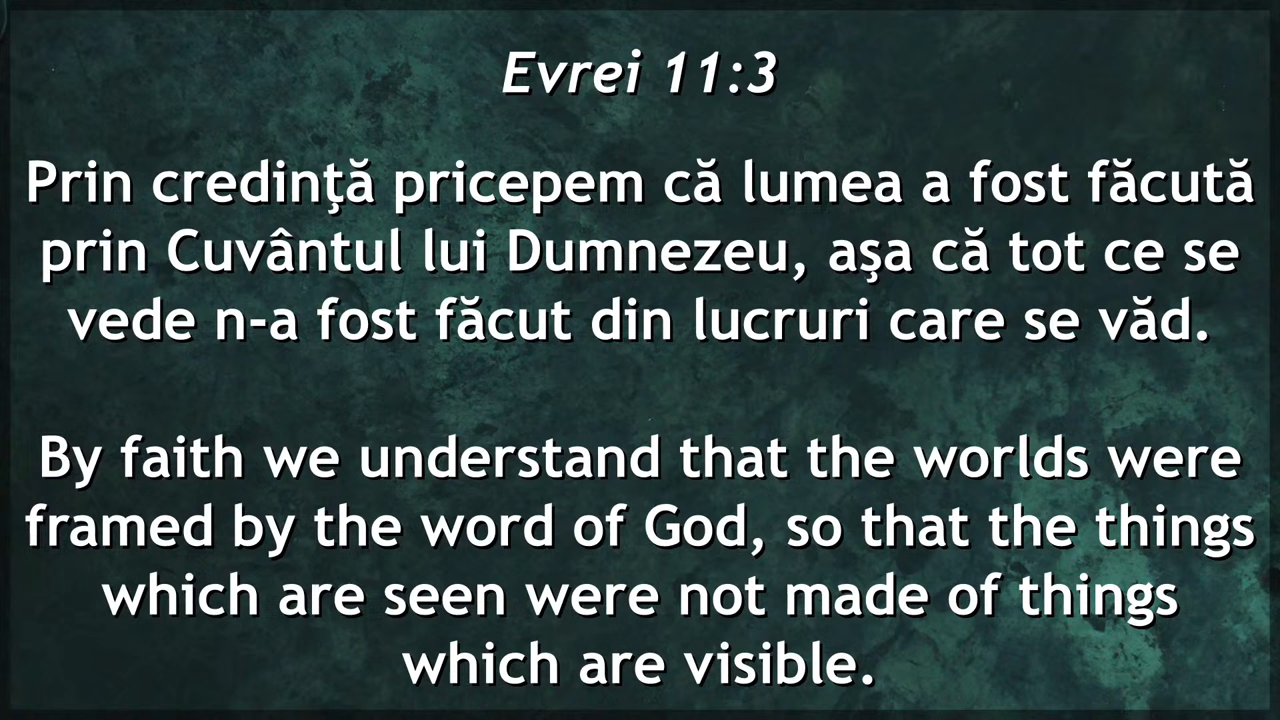 Evrei 11:3
Prin credinţă pricepem că lumea a fost făcută
prin Cuvântul lui Dumnezeu, aşa că tot ce se
vede n-a fost făcut din lucruri care se văd.
By faith we understand that the worlds were
framed by the word of God, so that the things
which are seen were not made of things
which are visible.